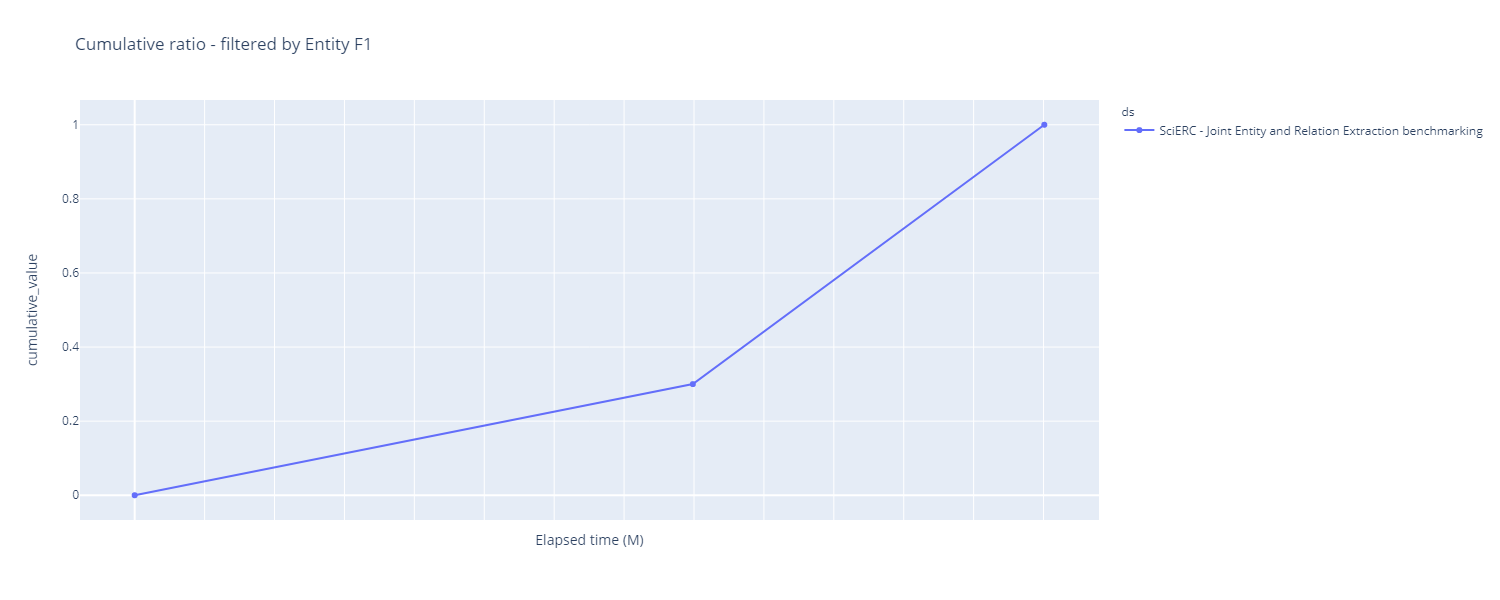 Cumulative ratio - filtered by Entity F1
ds
SciERC - Joint Entity and Relation Extraction benchmarking
1
0.8
0.6
0.4
0.2
0
cumulative_value
Elapsed time (M)